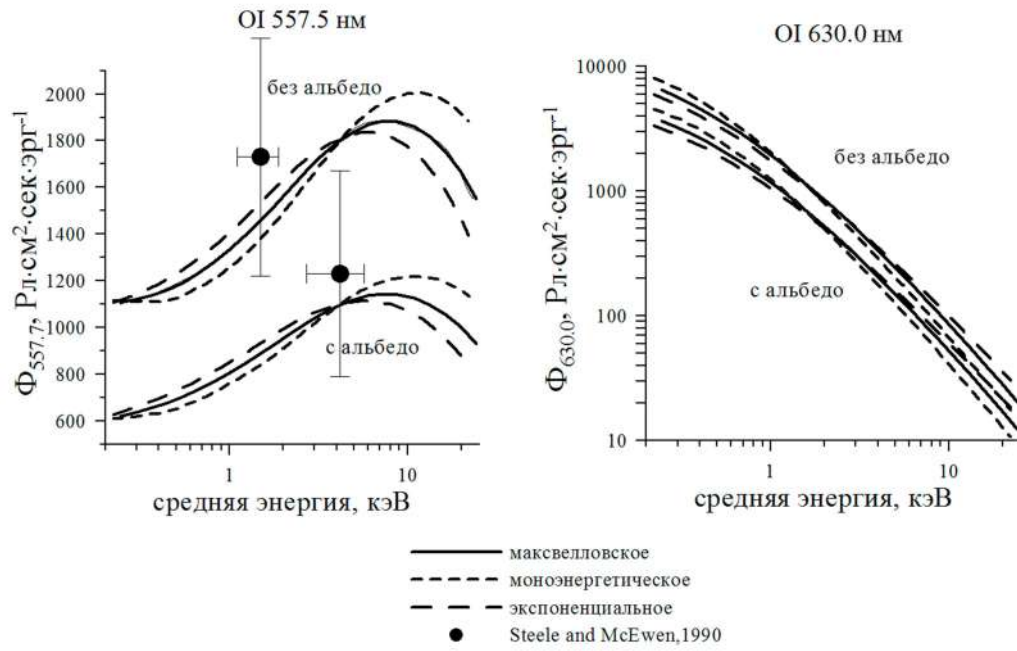 OI 557.5 нм
без альбедо
с альбедо
2000
1800
1600
1400
1200
1000
800
600
Φ557.7, Рл·см²·сек·эрг⁻¹
1
10
средняя энергия, кэВ
OI 630.0 нм
без альбедо
с альбедо
10000
1000
100
10
Φ630.0, Рл·см²·сек·эрг⁻¹
1
10
средняя энергия, кэВ
максвелловское
моноэнергетическое
экспоненциальное
Steele and McEwen,1990